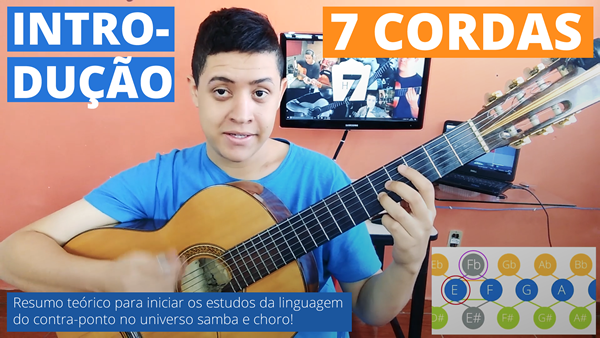 INTRO-
DUÇÃO
7 CORDAS
7
Eb Fb Gb Ab Bb
E F G A
D# E# G# A#
Resumo teórico para iniciar os estudos da linguagem
do contra-ponto no universo samba e choro!